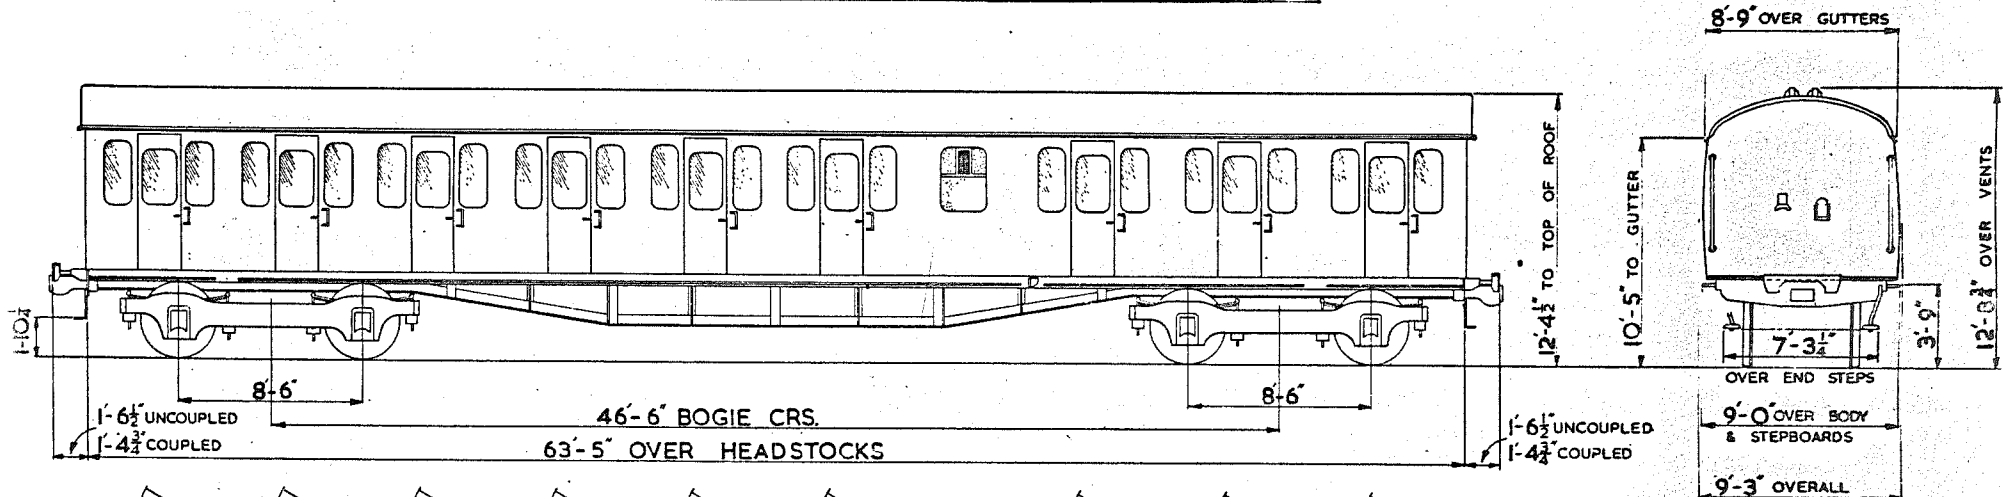 8'-9" OVER GUTTERS
12'-4½" TO TOP OF ROOF
10'-5" TO GUTTER
OVER VENTS
3'-9"
1'-10¼"
7'-3¼"
OVER END STEPS
8'-6"
8'-6"
46'-6" BOGIE CRS.
63'-5" OVER HEADSTOCKS
1'-6½" UNCOUPLED
1'-4¾" COUPLED
1'-6½" UNCOUPLED
1'-4¾" COUPLED
9'-0" OVER BODY
& STEPBOARDS
9'-3" OVERALL